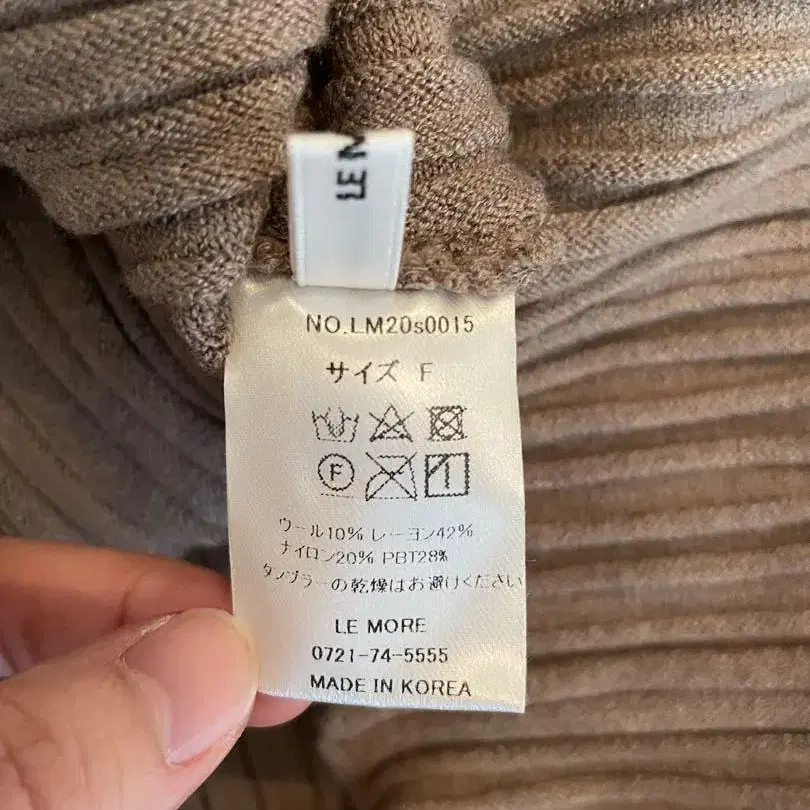 LE M
NO.LM20s0015
サイズ F
F
ウール10% レーヨン42%
ナイロン20% PBT28%
タンブラーの乾燥はお避けください
LE MORE
0721-74-5555
MADE IN KOREA